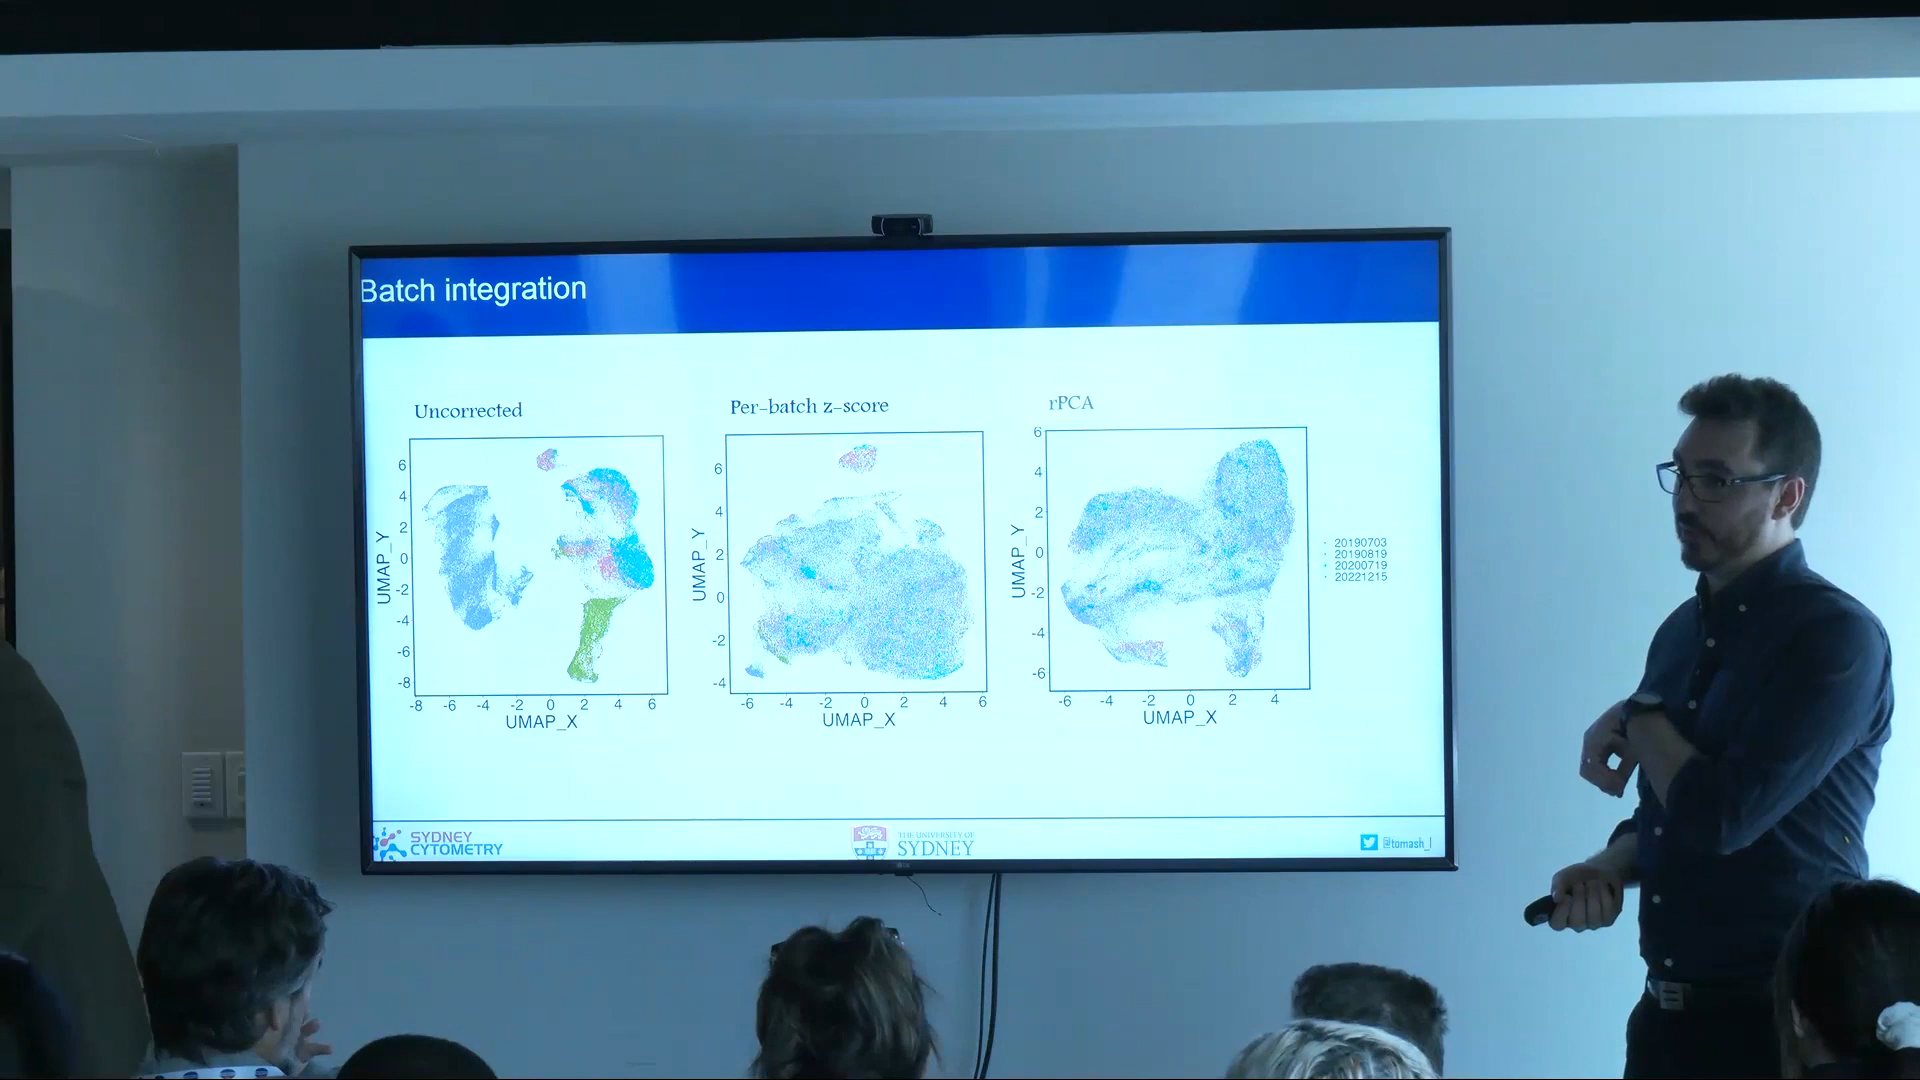 Batch integration
Uncorrected
Per-batch z-score
rPCA
6
4
2
0
-2
-4
-6
-8
UMAP_Y
-8 -6 -4 -2 0 2 4 6
UMAP_X
6
4
2
0
-2
-4
UMAP_Y
-6 -4 -2 0 2 4 6
UMAP_X
6
4
2
0
-2
-4
-6
UMAP_Y
-6 -4 -2 0 2 4
UMAP_X
20190703
20190819
20200719
20221215
SYDNEY
CYTOMETRY
THE UNIVERSITY OF
SYDNEY
@tomash_l